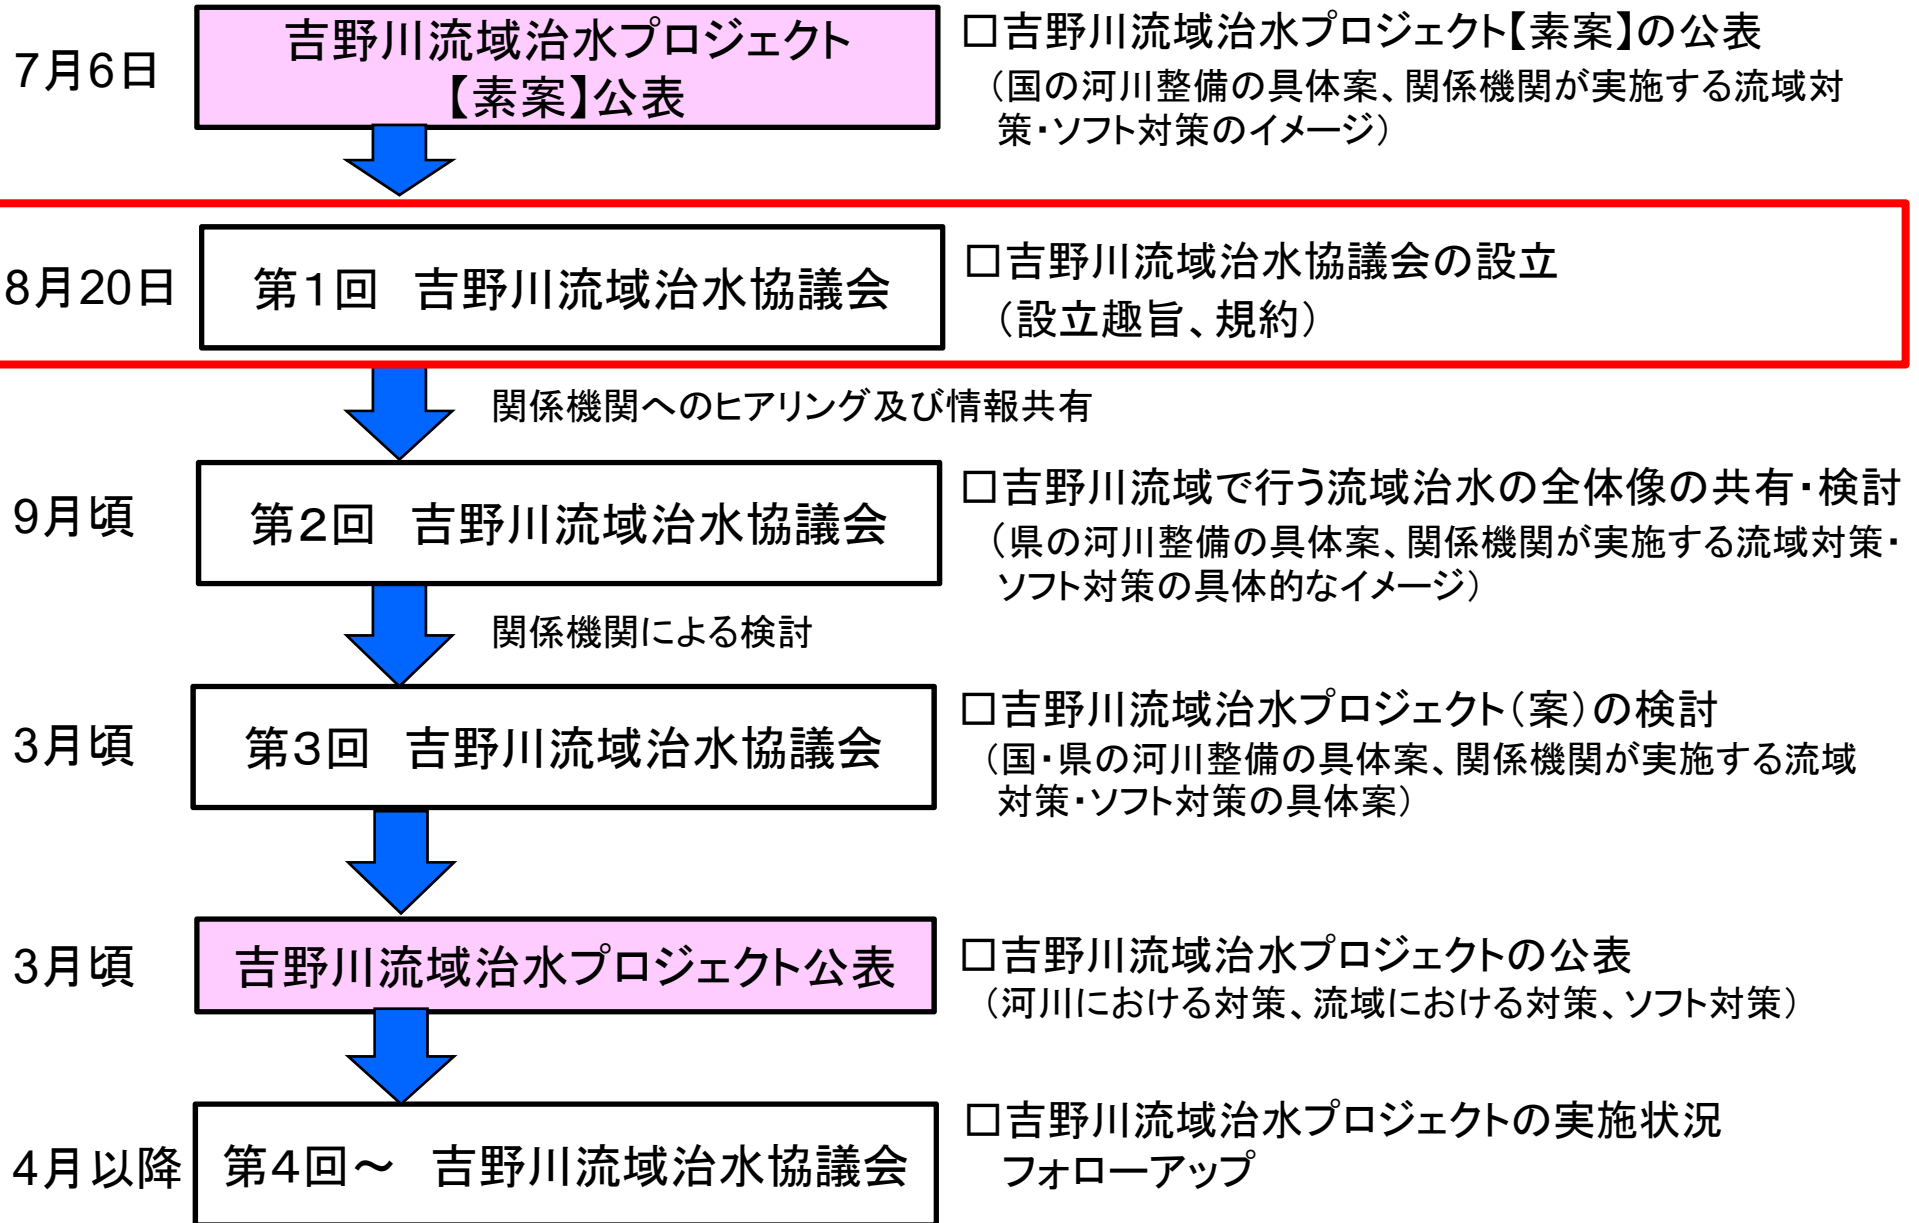 7月6日
吉野川流域治水プロジェクト
【素案】公表
□吉野川流域治水プロジェクト【素案】の公表
（国の河川整備の具体案、関係機関が実施する流域対
策・ソフト対策のイメージ）
8月20日
第１回　吉野川流域治水協議会
□吉野川流域治水協議会の設立
（設立趣旨、規約）
関係機関へのヒアリング及び情報共有
9月頃
第２回　吉野川流域治水協議会
□吉野川流域で行う流域治水の全体像の共有・検討
（県の河川整備の具体案、関係機関が実施する流域対策・
ソフト対策の具体的なイメージ）
関係機関による検討
3月頃
第３回　吉野川流域治水協議会
□吉野川流域治水プロジェクト（案）の検討
（国・県の河川整備の具体案、関係機関が実施する流域
対策・ソフト対策の具体案）
3月頃
吉野川流域治水プロジェクト公表
□吉野川流域治水プロジェクトの公表
（河川における対策、流域における対策、ソフト対策）
4月以降
第４回～　吉野川流域治水協議会
□吉野川流域治水プロジェクトの実施状況
フォローアップ